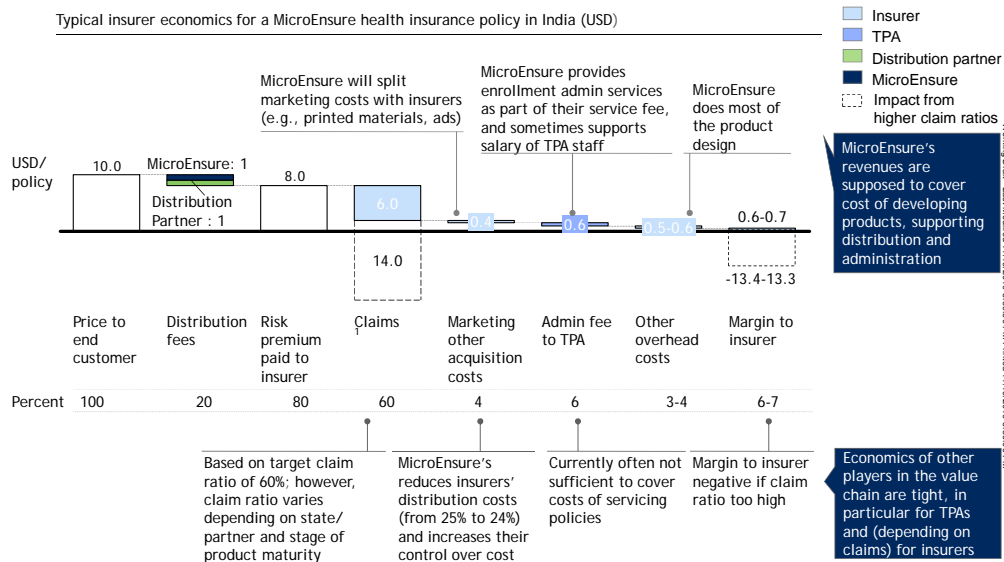 Typical insurer economics for a MicroEnsure health insurance policy in India (USD)
Insurer
TPA
Distribution partner
MicroEnsure
Impact from
higher claim ratios
MicroEnsure will split
marketing costs with insurers
(e.g., printed materials, ads)
MicroEnsure provides
enrollment admin services
as part of their service fee,
and sometimes supports
salary of TPA staff
MicroEnsure
does most of
the product
design
MicroEnsure's
revenues are
supposed to cover
cost of developing
products, supporting
distribution and
administration
USD/
policy
10.0
MicroEnsure: 1
Distribution
Partner : 1
8.0
6.0
14.0
0.4
0.6
0.5-0.6
0.6-0.7
-13.4-13.3
Price to
end
customer
Distribution
fees
Risk
premium
paid to
insurer
Claims
1
Marketing
other
acquisition
costs
Admin fee
to TPA
Other
overhead
costs
Margin to
insurer
Percent 100 20 80 60 4 6 3-4 6-7
Based on target claim
ratio of 60%; however,
claim ratio varies
depending on state/
partner and stage of
product maturity
MicroEnsure's
reduces insurers'
distribution costs
(from 25% to 24%)
and increases their
control over cost
Currently often not
sufficient to cover
costs of servicing
policies
Margin to insurer
negative if claim
ratio too high
Economics of other
players in the value
chain are tight, in
particular for TPAs
and (depending on
claims) for insurers